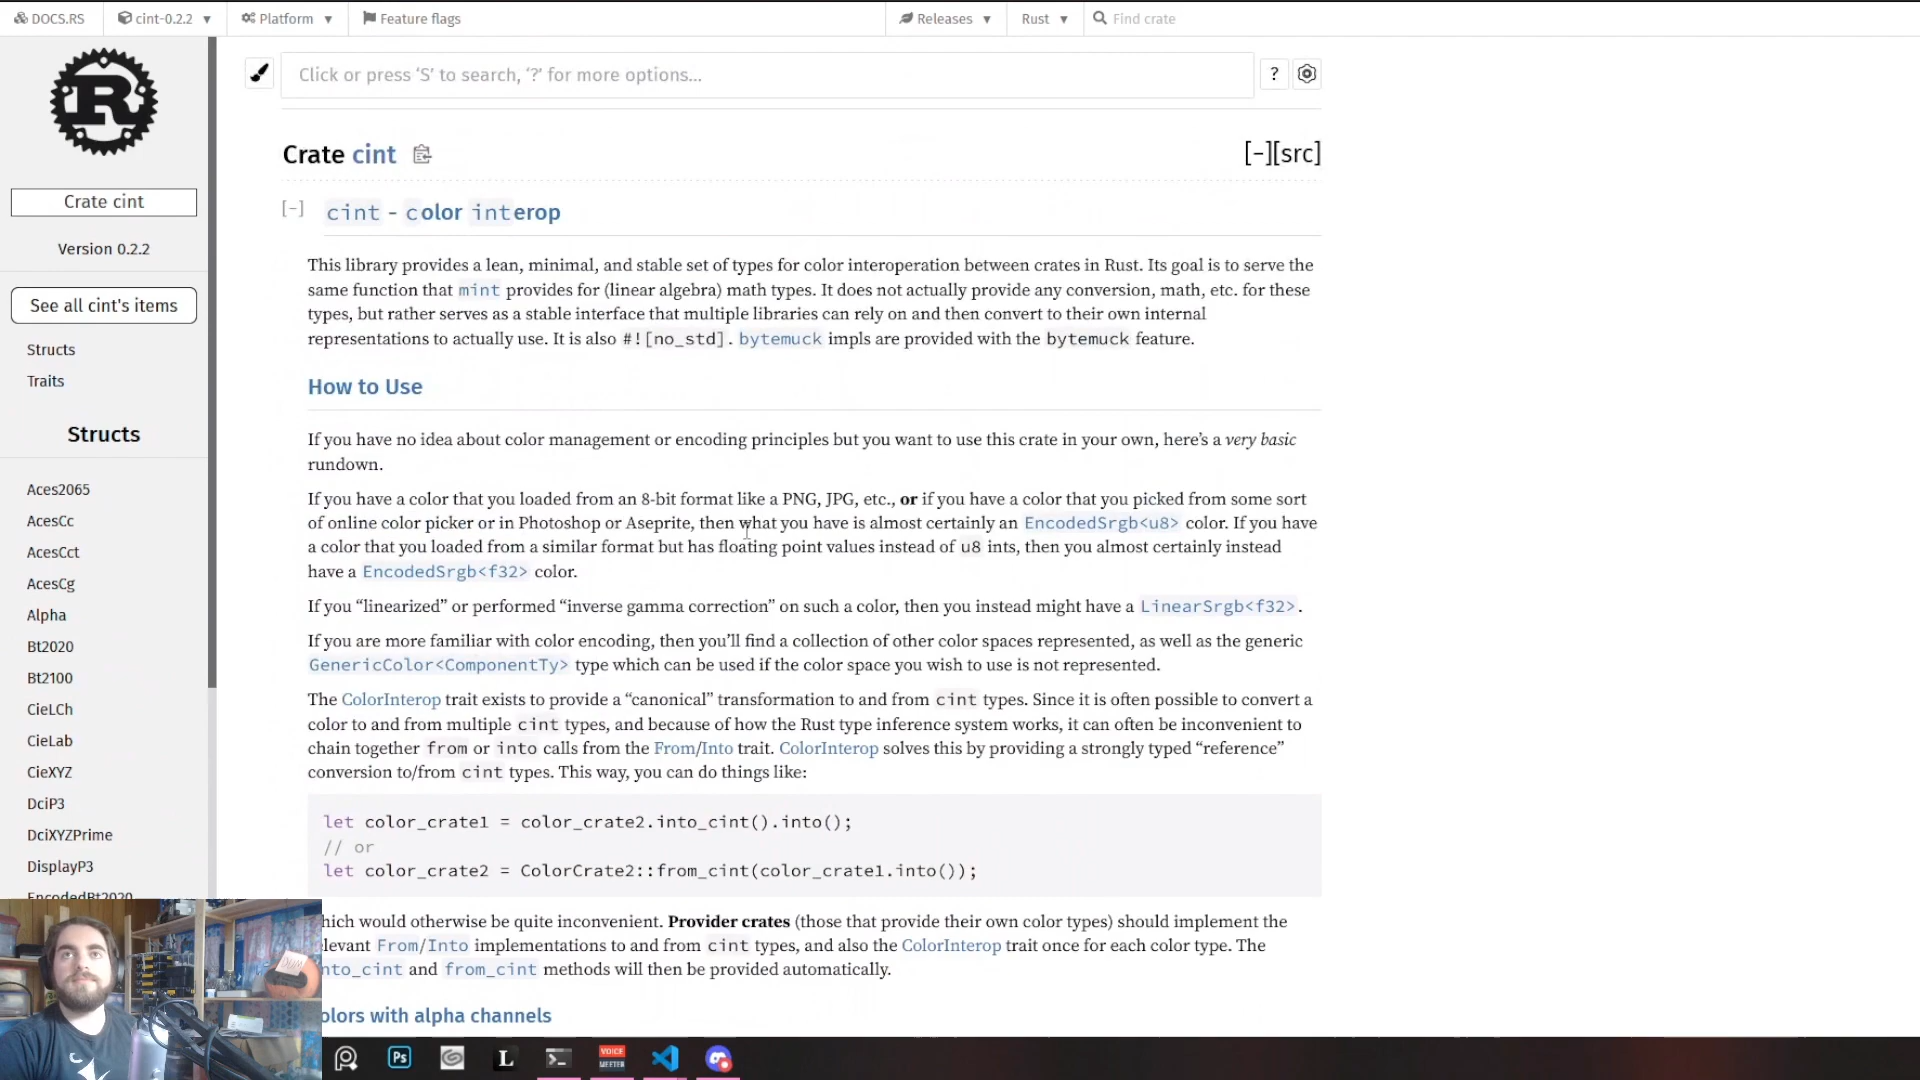 DOCS.RS cint-0.2.2 Platform Feature flags Releases Rust Find crate
Click or press ‘S’ to search, ‘?’ for more options…
?
R
Crate cint
Version 0.2.2
See all cint's items
Structs
Traits
Structs
Aces2065
AcesCc
AcesCct
AcesCg
Alpha
Bt2020
Bt2100
CieLCh
CieLab
CieXYZ
DciP3
DciXYZPrime
DisplayP3
EncodedBt2020
Crate cint
[−][src]
[−] cint - color interop
This library provides a lean, minimal, and stable set of types for color interoperation between crates in Rust. Its goal is to serve the
same function that mint provides for (linear algebra) math types. It does not actually provide any conversion, math, etc. for these
types, but rather serves as a stable interface that multiple libraries can rely on and then convert to their own internal
representations to actually use. It is also #![no_std]. bytemuck impls are provided with the bytemuck feature.
How to Use
If you have no idea about color management or encoding principles but you want to use this crate in your own, here’s a very basic
rundown.
If you have a color that you loaded from an 8-bit format like a PNG, JPG, etc., or if you have a color that you picked from some sort
of online color picker or in Photoshop or Aseprite, then what you have is almost certainly an EncodedSrgb<u8> color. If you have
a color that you loaded from a similar format but has floating point values instead of u8 ints, then you almost certainly instead
have a EncodedSrgb<f32> color.
If you “linearized” or performed “inverse gamma correction” on such a color, then you instead might have a LinearSrgb<f32>.
If you are more familiar with color encoding, then you’ll find a collection of other color spaces represented, as well as the generic
GenericColor<ComponentTy> type which can be used if the color space you wish to use is not represented.
The ColorInterop trait exists to provide a “canonical” transformation to and from cint types. Since it is often possible to convert a
color to and from multiple cint types, and because of how the Rust type inference system works, it can often be inconvenient to
chain together from or into calls from the From/Into trait. ColorInterop solves this by providing a strongly typed “reference”
conversion to/from cint types. This way, you can do things like:
let color_crate1 = color_crate2.into_cint().into();
// or
let color_crate2 = ColorCrate2::from_cint(color_crate1.into());
hich would otherwise be quite inconvenient. Provider crates (those that provide their own color types) should implement the
elevant From/Into implementations to and from cint types, and also the ColorInterop trait once for each color type. The
nto_cint and from_cint methods will then be provided automatically.
olors with alpha channels
Ps L VOICE
MEETER